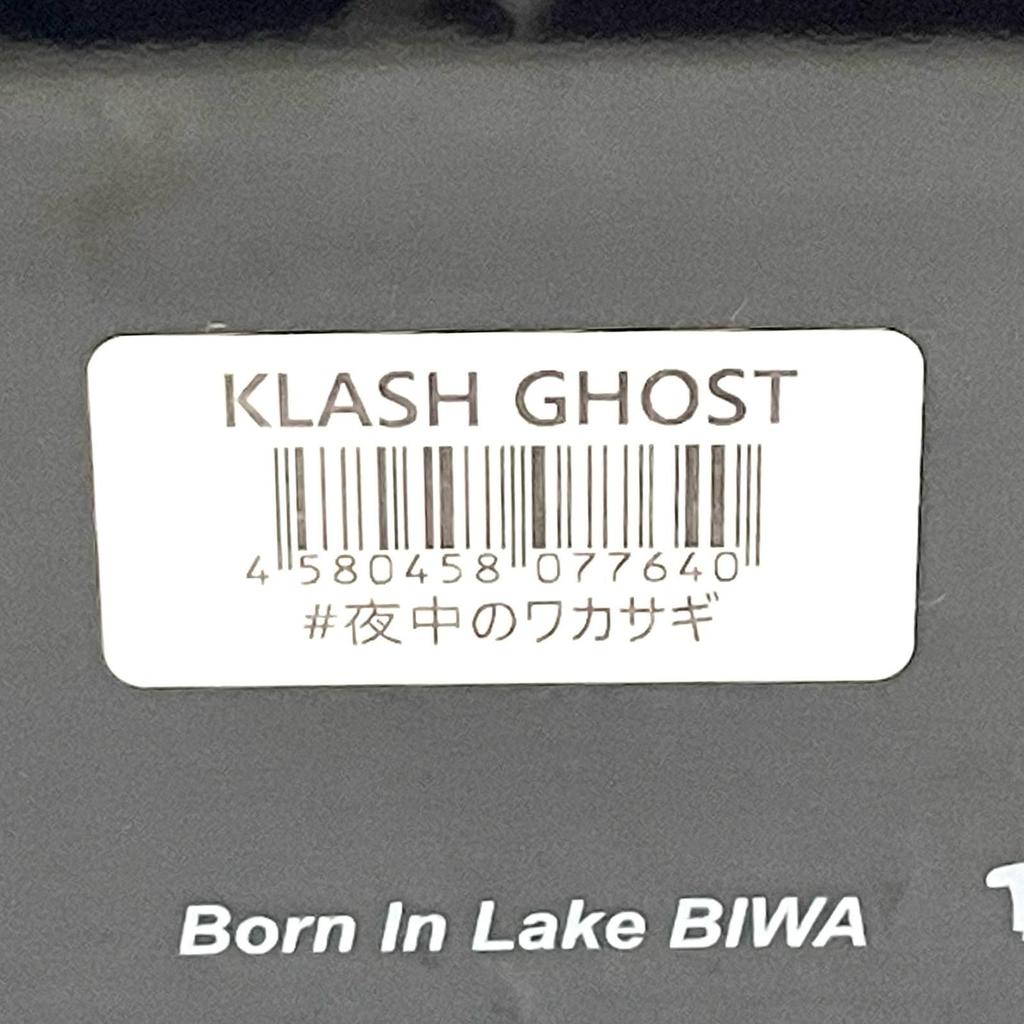 KLASH GHOST
4 580458 077640
#夜中のワカサギ
Born In Lake BIWA